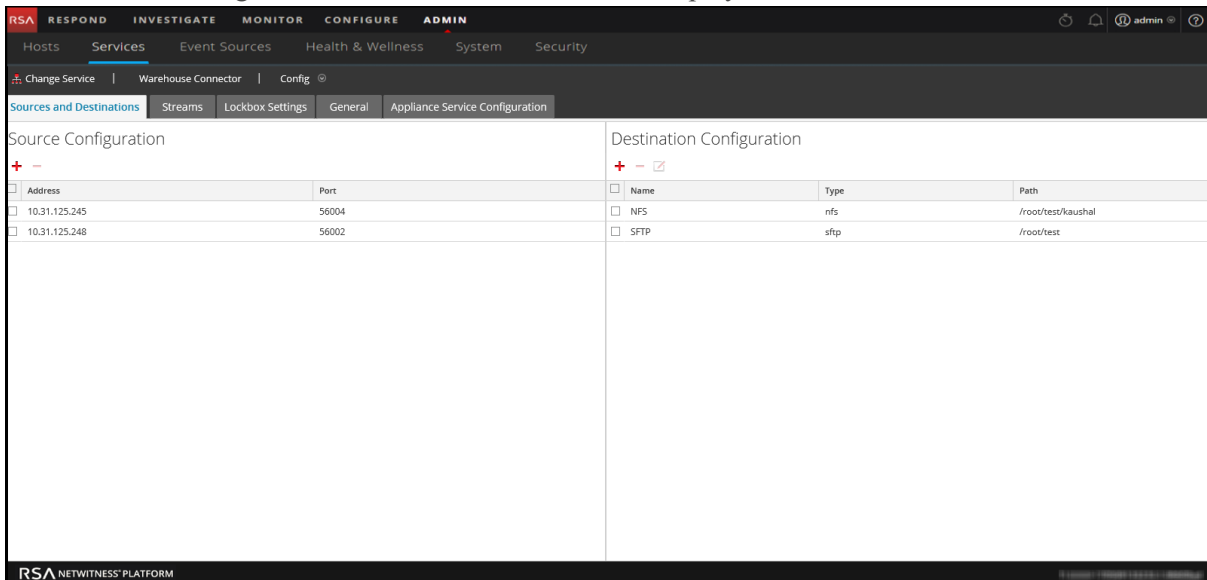 RSA RESPOND INVESTIGATE MONITOR CONFIGURE ADMIN admin
Hosts Services Event Sources Health & Wellness System Security
Change Service | Warehouse Connector | Config
Sources and Destinations Streams Lockbox Settings General Appliance Service Configuration
Source Configuration
Address Port
10.31.125.245 56004
10.31.125.248 56002
Destination Configuration
Name Type Path
NFS nfs /root/test/kaushal
SFTP sftp /root/test
RSA NETWITNESS® PLATFORM